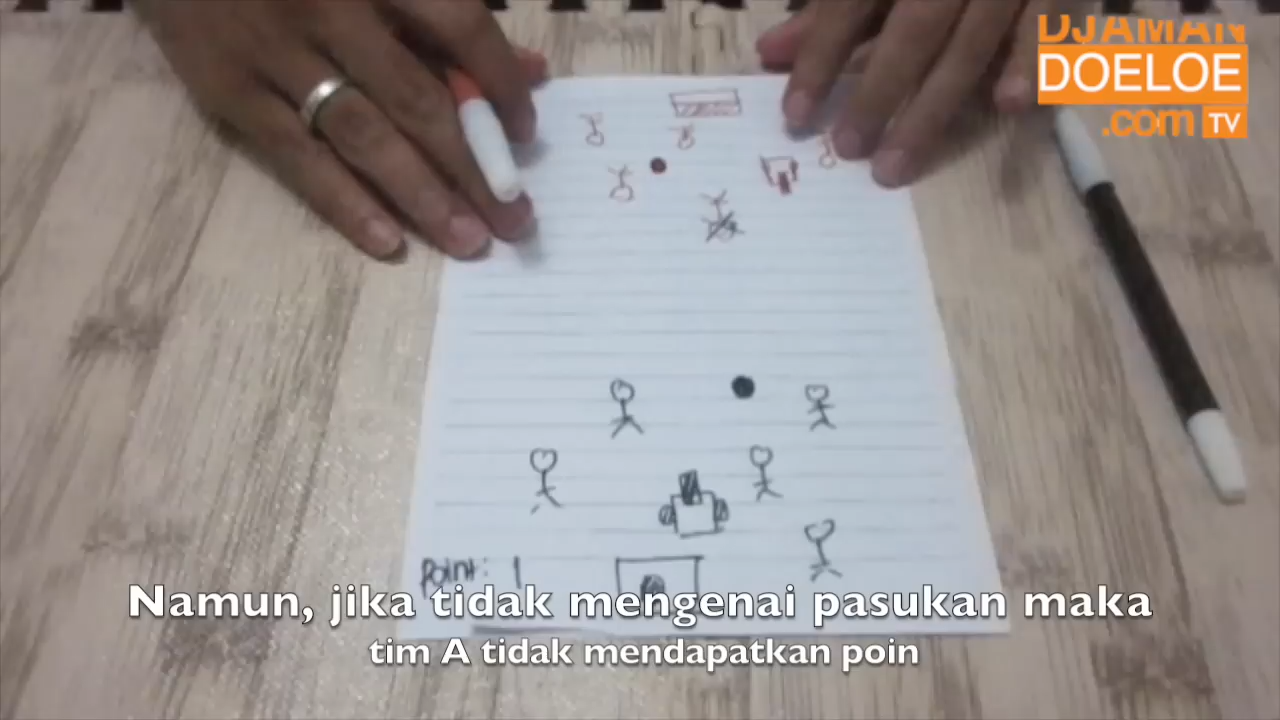 DJAMAN
DOELOE
.com TV
Point: 1
Namun, jika tidak mengenai pasukan maka
tim A tidak mendapatkan poin